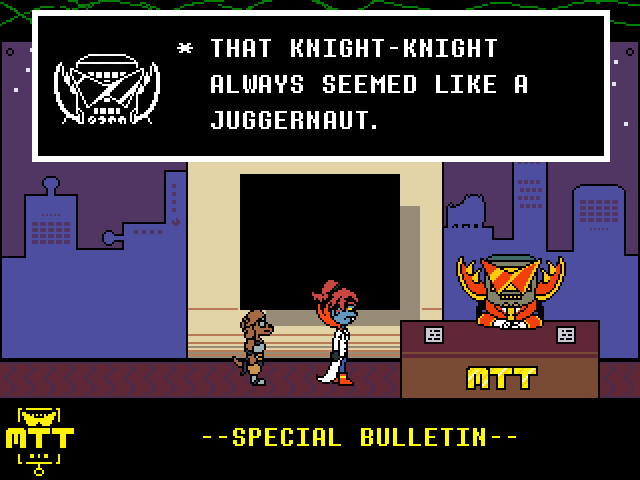 * THAT KNIGHT-KNIGHT
ALWAYS SEEMED LIKE A
JUGGERNAUT.
MTT
MTT
--SPECIAL BULLETIN--